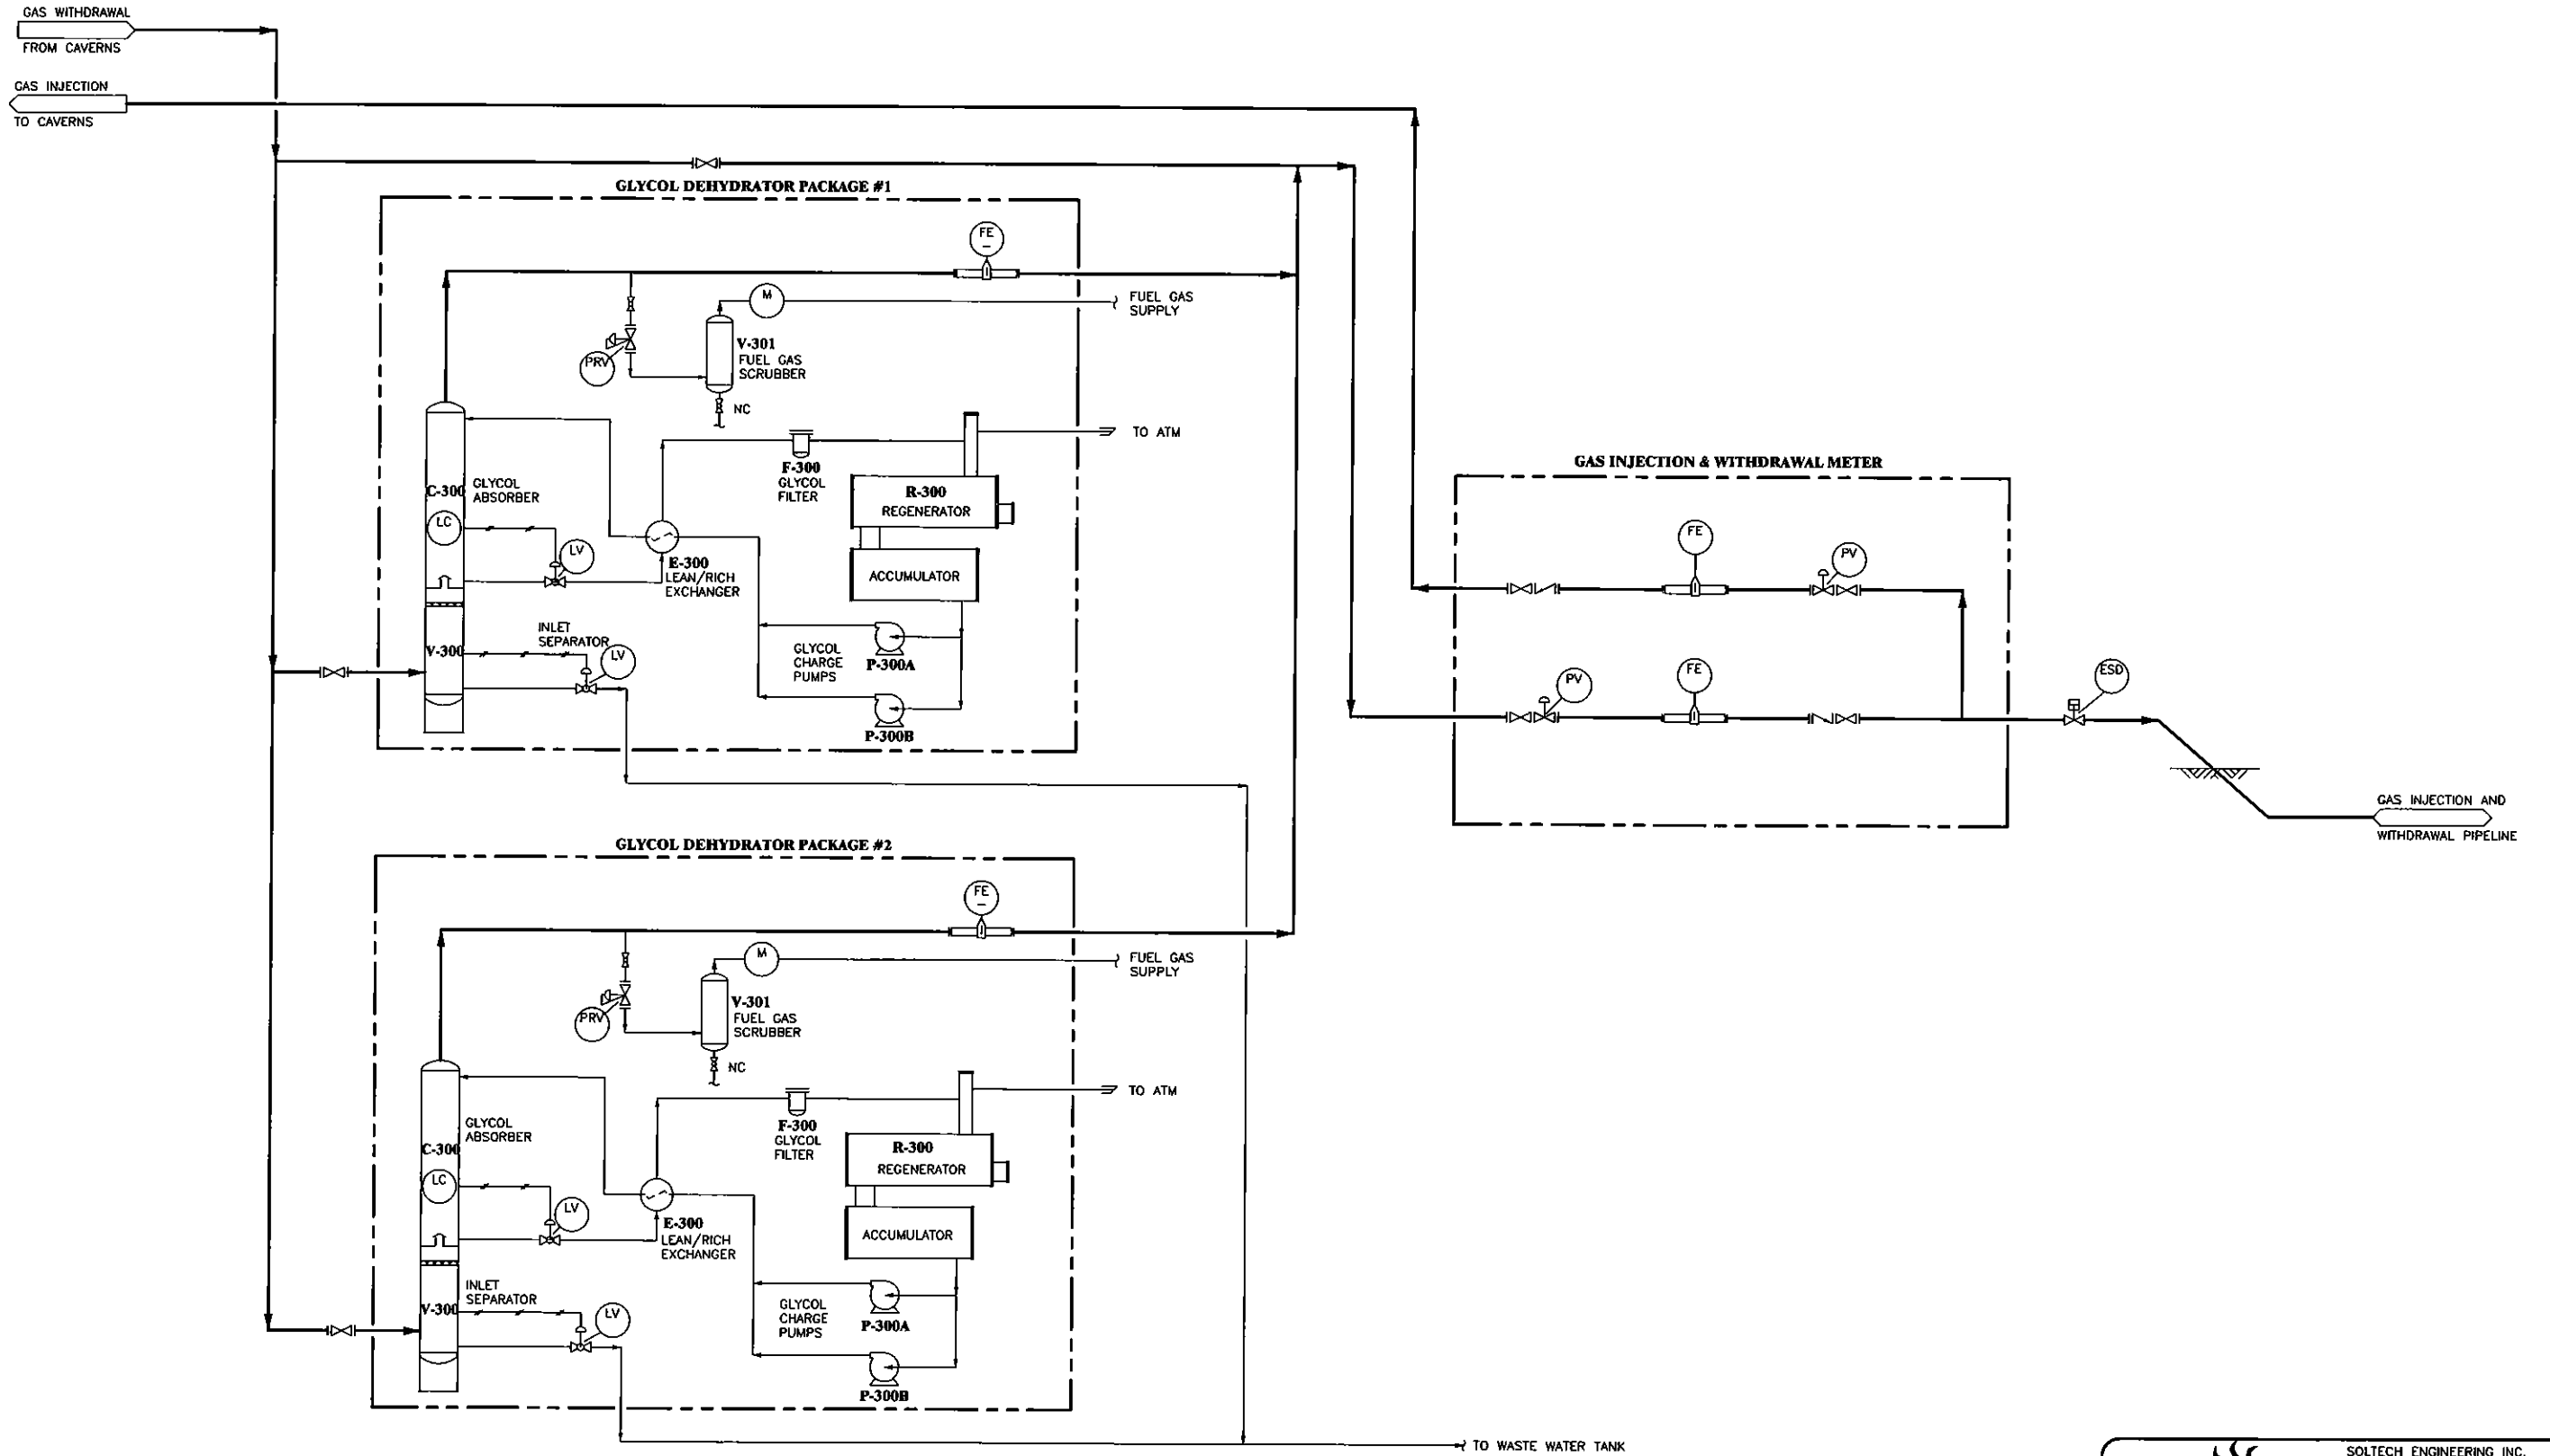 GAS WITHDRAWAL
FROM CAVERNS
GAS INJECTION
TO CAVERNS
GLYCOL DEHYDRATOR PACKAGE #1
FE
M
FUEL GAS
SUPPLY
PRV
V-301
FUEL GAS
SCRUBBER
NC
TO ATM
F-300
GLYCOL
FILTER
R-300
REGENERATOR
C-300
GLYCOL
ABSORBER
LC
LV
E-300
LEAN/RICH
EXCHANGER
ACCUMULATOR
INLET
SEPARATOR
V-300
LV
GLYCOL
CHARGE
PUMPS
P-300A
P-300B
GAS INJECTION & WITHDRAWAL METER
FE
PV
PV
FE
ESD
GAS INJECTION AND
WITHDRAWAL PIPELINE
GLYCOL DEHYDRATOR PACKAGE #2
FE
M
FUEL GAS
SUPPLY
PRV
V-301
FUEL GAS
SCRUBBER
NC
TO ATM
F-300
GLYCOL
FILTER
R-300
REGENERATOR
GLYCOL
ABSORBER
C-300
LC
LV
E-300
LEAN/RICH
EXCHANGER
ACCUMULATOR
INLET
SEPARATOR
V-300
LV
GLYCOL
CHARGE
PUMPS
P-300A
P-300B
TO WASTE WATER TANK
SOLTECH ENGINEERING INC.